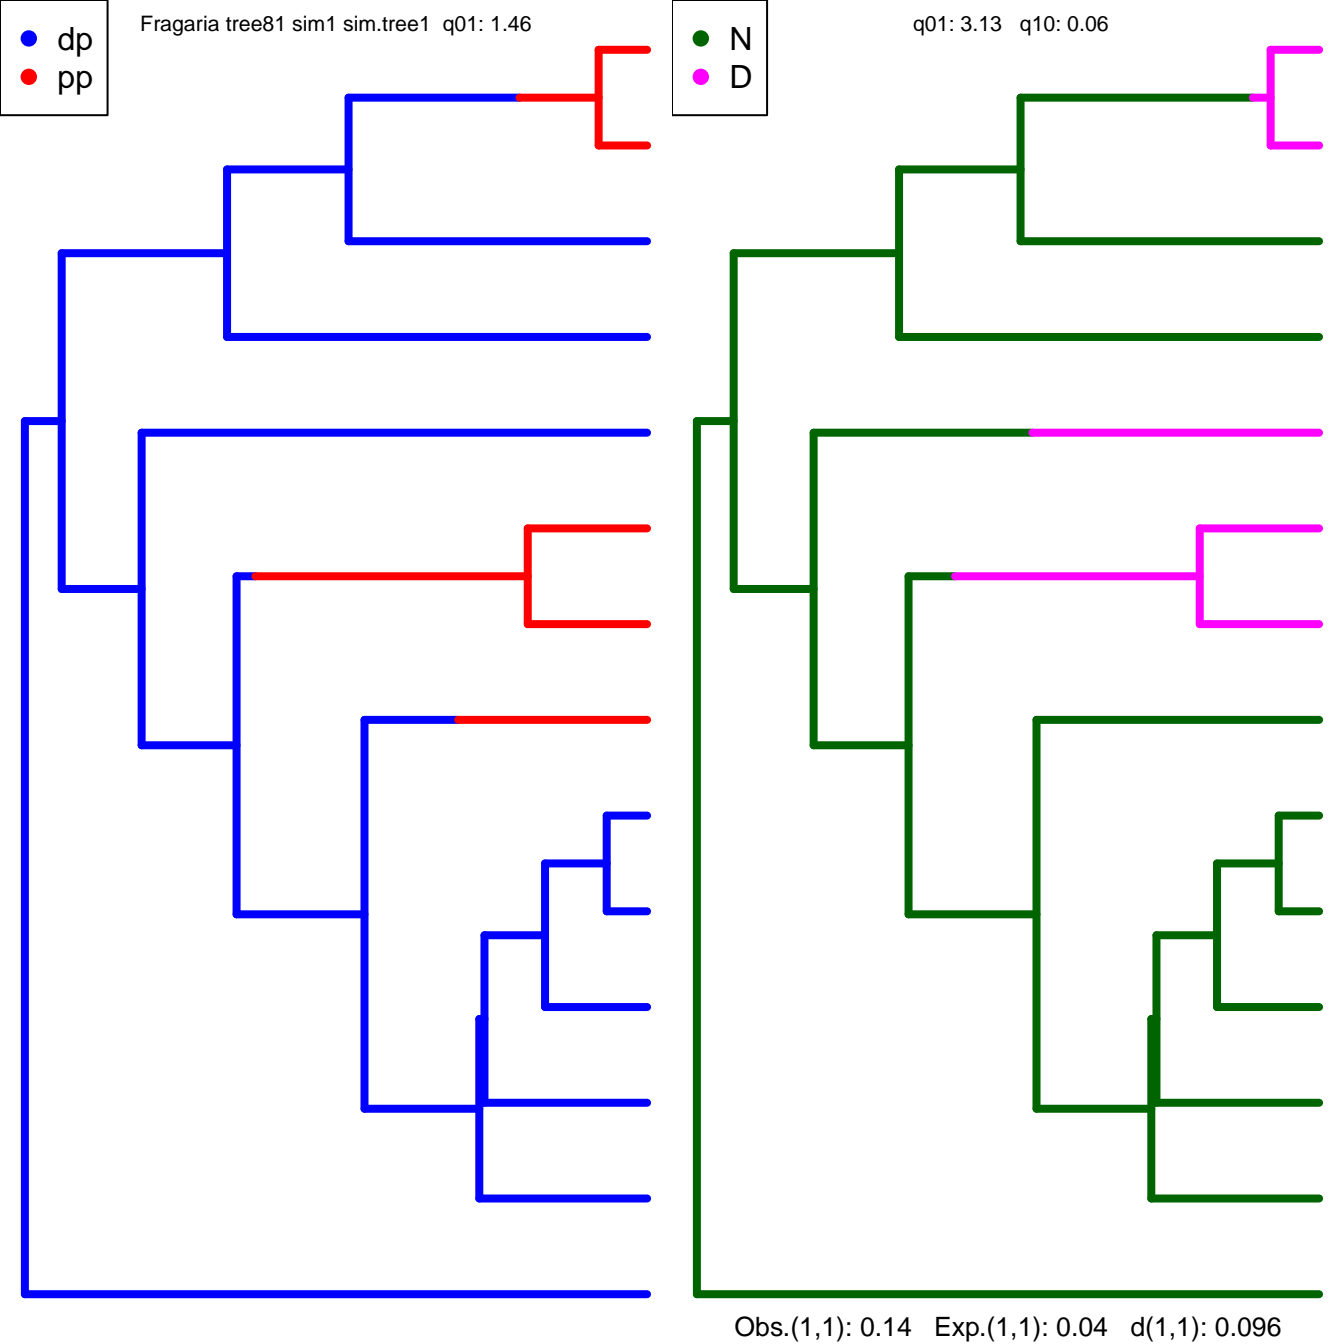 dp
pp
Fragaria tree81 sim1 sim.tree1 q01: 1.46
N
D
q01: 3.13 q10: 0.06
Obs.(1,1): 0.14 Exp.(1,1): 0.04 d(1,1): 0.096